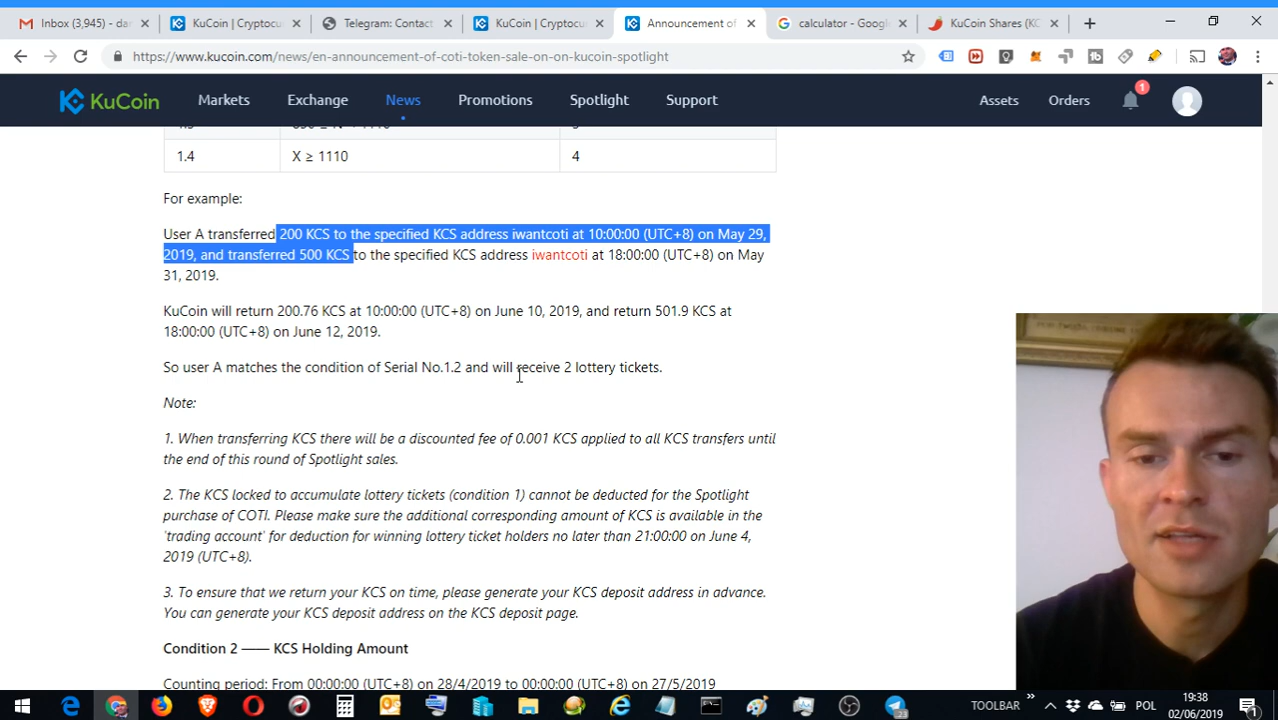 Inbox (3,945) - dar
KuCoin | Cryptocu
Telegram: Contact
KuCoin | Cryptocu
Announcement of
calculator - Google
KuCoin Shares (KC
https://www.kucoin.com/news/en-announcement-of-coti-token-sale-on-on-kucoin-spotlight
KuCoin
Markets
Exchange
News
Promotions
Spotlight
Support
Assets
Orders
1
1.4 X ≥ 1110 4
For example:
User A transferred 200 KCS to the specified KCS address iwantcoti at 10:00:00 (UTC+8) on May 29,
2019, and transferred 500 KCS to the specified KCS address iwantcoti at 18:00:00 (UTC+8) on May
31, 2019.
KuCoin will return 200.76 KCS at 10:00:00 (UTC+8) on June 10, 2019, and return 501.9 KCS at
18:00:00 (UTC+8) on June 12, 2019.
So user A matches the condition of Serial No.1.2 and will receive 2 lottery tickets.
Note:
1. When transferring KCS there will be a discounted fee of 0.001 KCS applied to all KCS transfers until
the end of this round of Spotlight sales.
2. The KCS locked to accumulate lottery tickets (condition 1) cannot be deducted for the Spotlight
purchase of COTI. Please make sure the additional corresponding amount of KCS is available in the
'trading account' for deduction for winning lottery ticket holders no later than 21:00:00 on June 4,
2019 (UTC+8).
3. To ensure that we return your KCS on time, please generate your KCS deposit address in advance.
You can generate your KCS deposit address on the KCS deposit page.
Condition 2 —— KCS Holding Amount
Counting period: From 00:00:00 (UTC+8) on 28/4/2019 to 00:00:00 (UTC+8) on 27/5/2019
TOOLBAR
POL
19:38
02/06/2019